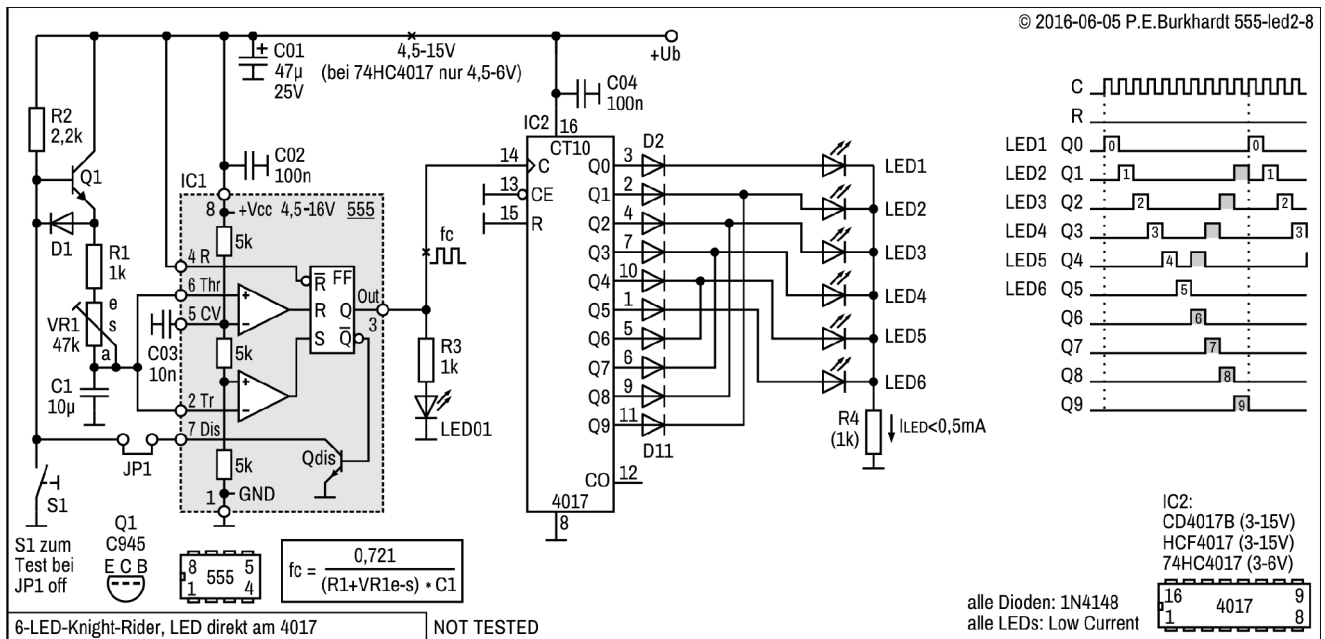 © 2016-06-05 P.E.Burkhardt 555-led2-8
+Ub
4,5-15V
(bei 74HC4017 nur 4,5-6V)
C01
47µ
25V
C04
100n
R2
2,2k
Q1
D1
R1
1k
e
s
a
VR1
47k
C1
10µ
C02
100n
IC1
8
+Vcc 4,5-16V 555
5k
4 R
6 Thr
5 CV
C03
10n
5k
2 Tr
7 Dis
5k
1
GND
R
FF
R
Q
S
Q
Out
3
Qdis
JP1
S1
S1 zum
Test bei
JP1 off
Q1
C945
E C B
8 5
555
1 4
fc = 0,721
(R1+VR1e-s) • C1
fc
R3
1k
LED01
IC2
16
CT10
14
C
13
CE
15
R
Q0 3
Q1 2
Q2 4
Q3 7
Q4 10
Q5 1
Q6 5
Q7 6
Q8 9
Q9 11
CO 12
4017
8
D2
D11
LED1
LED2
LED3
LED4
LED5
LED6
R4
(1k)
ILED<0,5mA
C
R
LED1 Q0 0 0
LED2 Q1 1 1
LED3 Q2 2 2
LED4 Q3 3 3
LED5 Q4 4
LED6 Q5 5
Q6 6
Q7 7
Q8 8
Q9 9
IC2:
CD4017B (3-15V)
HCF4017 (3-15V)
74HC4017 (3-6V)
16 9
4017
1 8
alle Dioden: 1N4148
alle LEDs: Low Current
6-LED-Knight-Rider, LED direkt am 4017
NOT TESTED